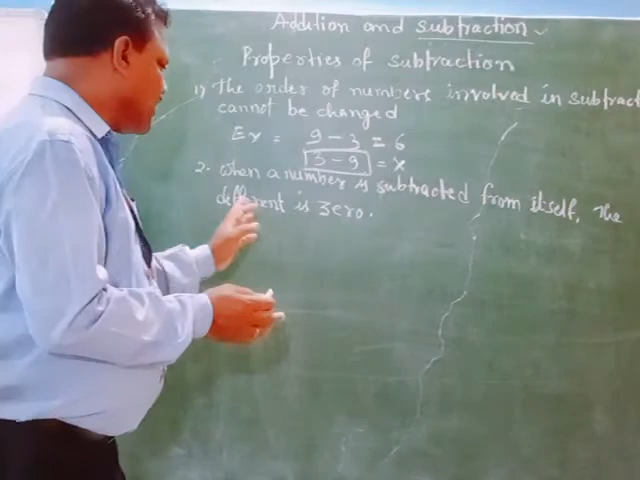 Addition and subtraction
Properties of subtraction
1) The order of numbers involved in subtract
cannot be changed
Ex = 9 - 3 = 6
3 - 9 = x
2. when a number is subtracted from itself, The
different is zero.